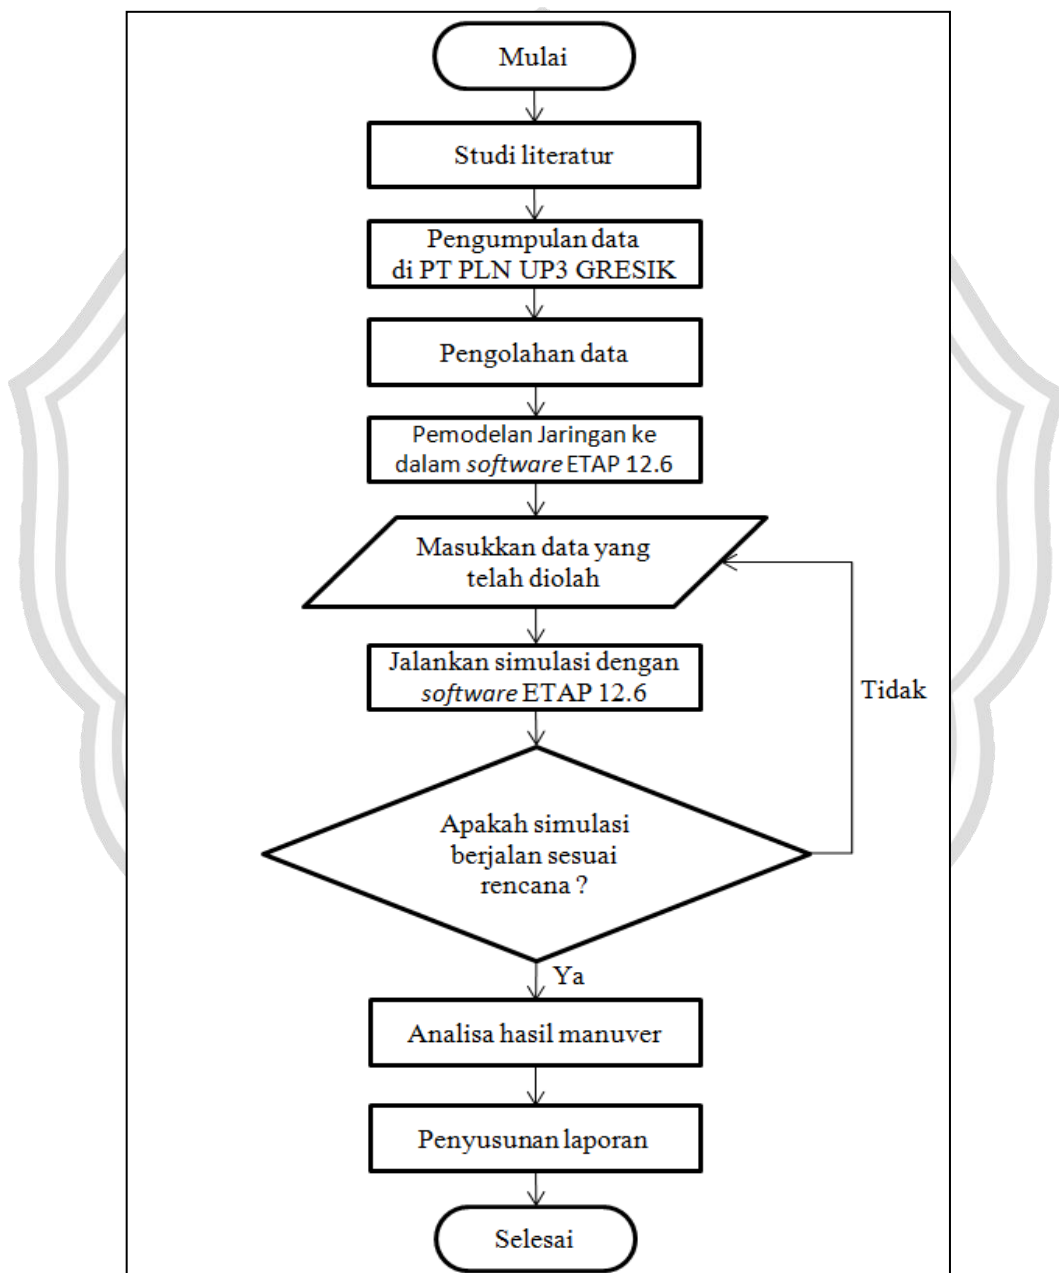 Mulai
Studi literatur
Pengumpulan data
di PT PLN UP3 GRESIK
Pengolahan data
Pemodelan Jaringan ke
dalam software ETAP 12.6
Masukkan data yang
telah diolah
Jalankan simulasi dengan
software ETAP 12.6
Tidak
Apakah simulasi
berjalan sesuai
rencana ?
Ya
Analisa hasil manuver
Penyusunan laporan
Selesai